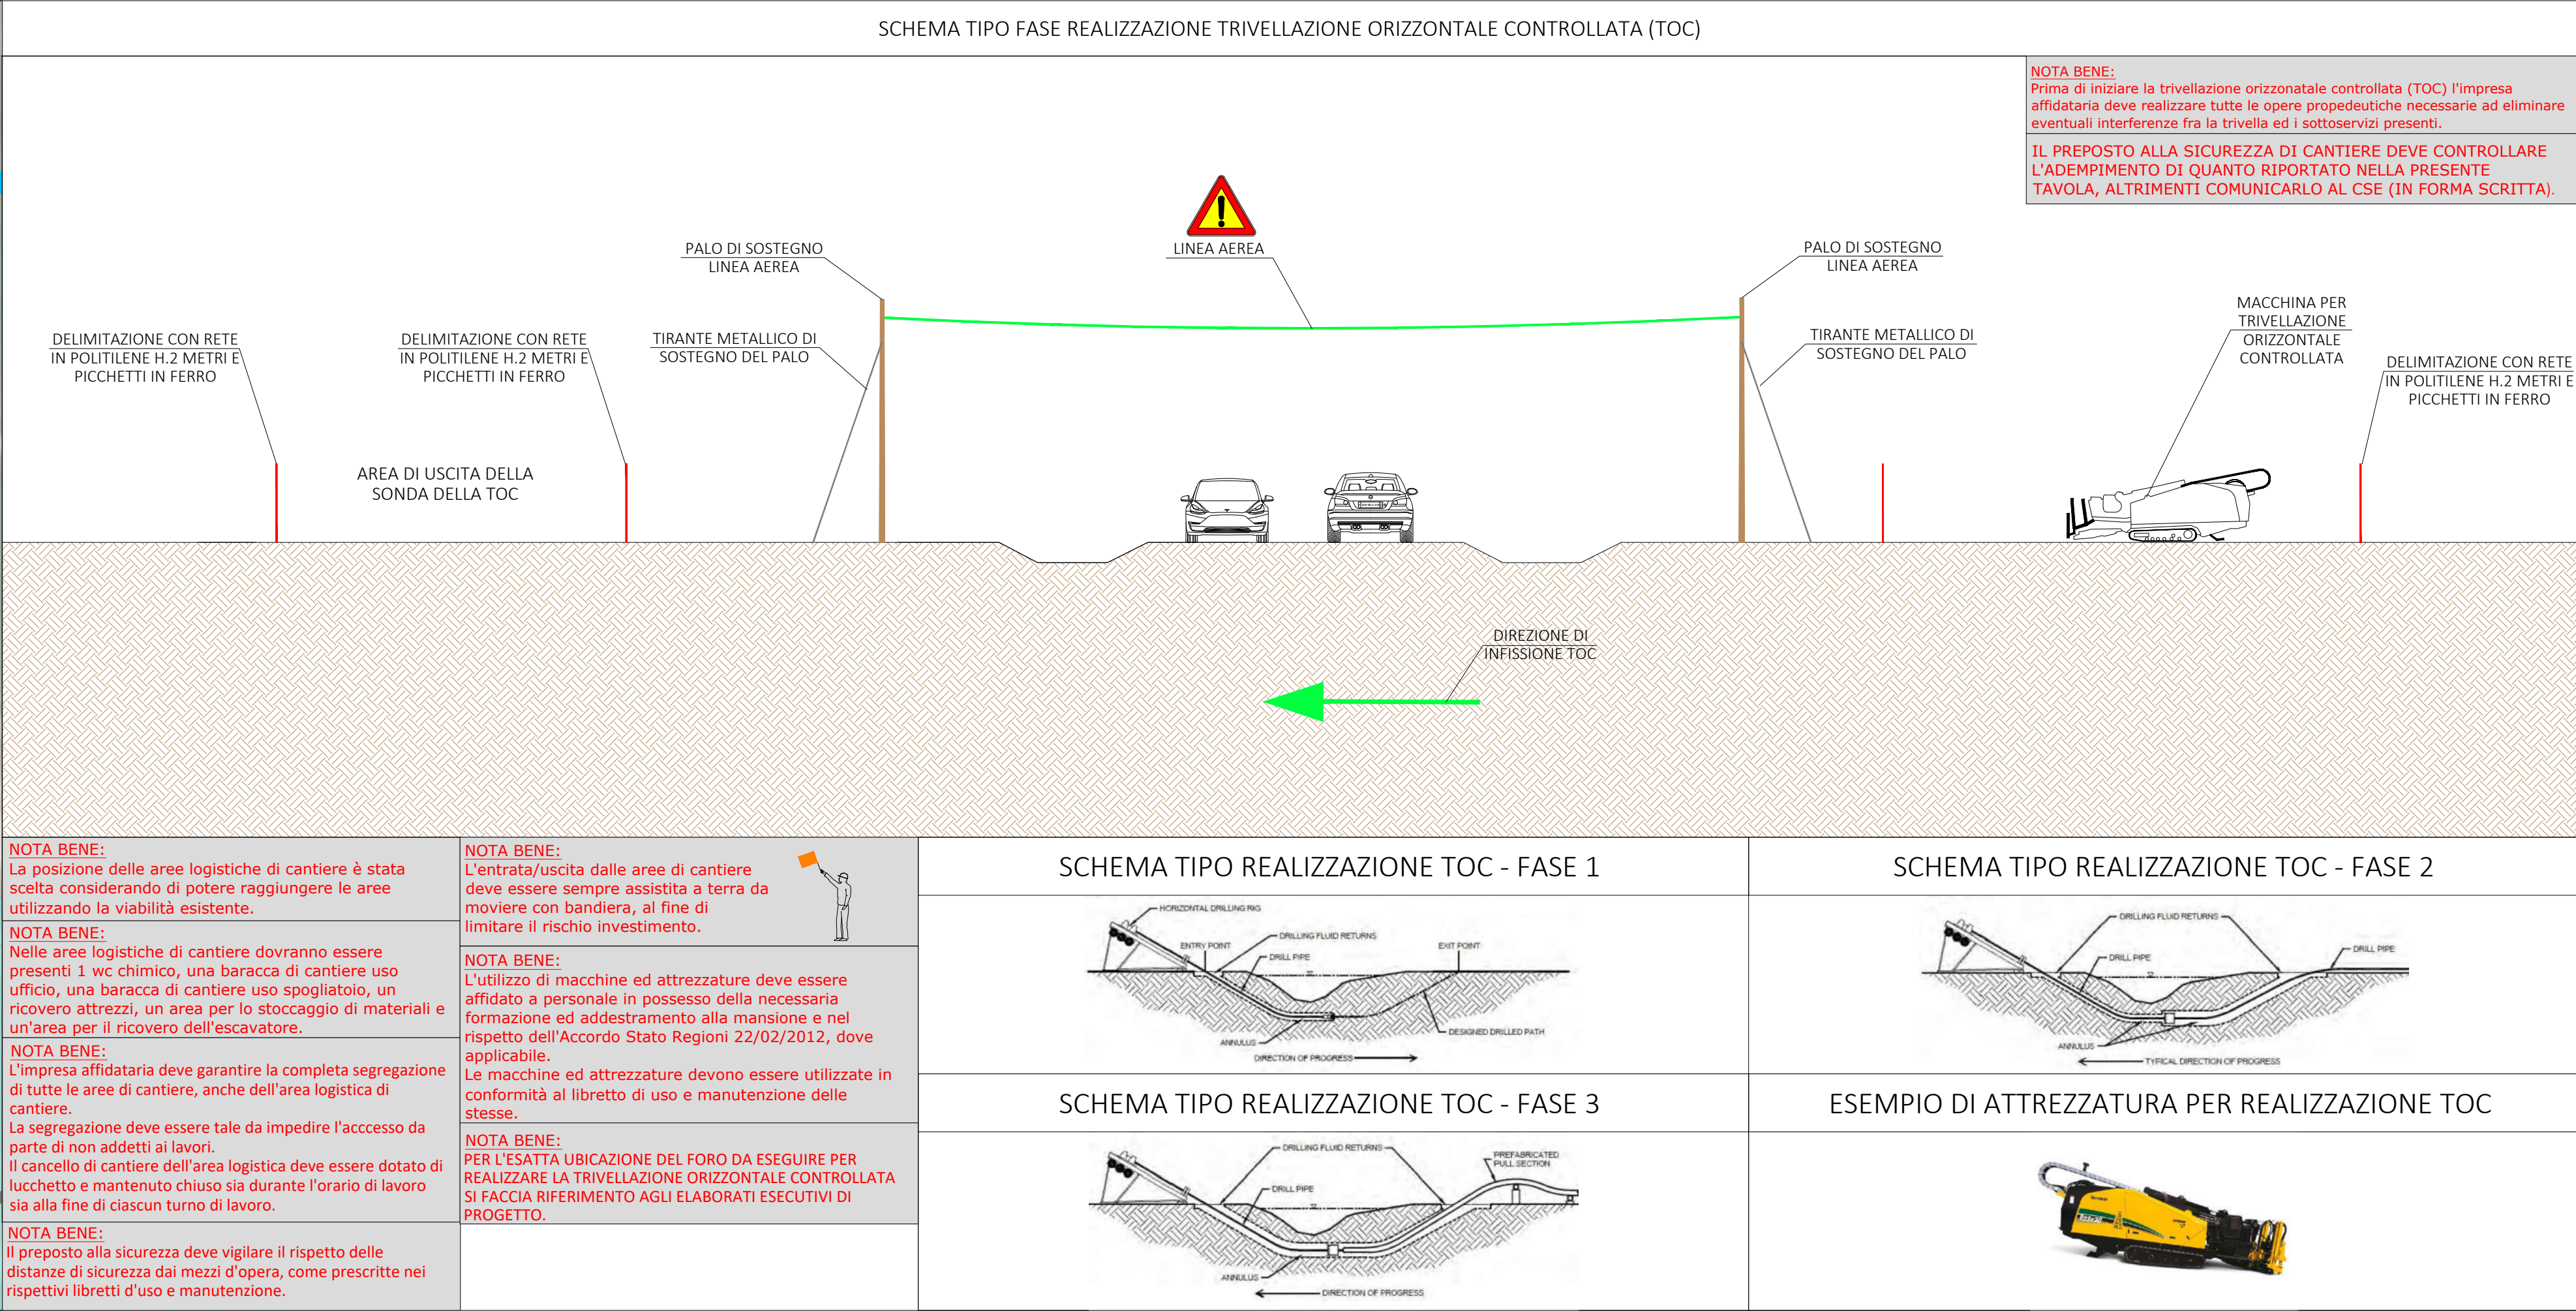 SCHEMA TIPO FASE REALIZZAZIONE TRIVELLAZIONE ORIZZONTALE CONTROLLATA (TOC)
NOTA BENE:
Prima di iniziare la trivellazione orizzonatale controllata (TOC) l'impresa
affidataria deve realizzare tutte le opere propedeutiche necessarie ad eliminare
eventuali interferenze fra la trivella ed i sottoservizi presenti.
IL PREPOSTO ALLA SICUREZZA DI CANTIERE DEVE CONTROLLARE
L'ADEMPIMENTO DI QUANTO RIPORTATO NELLA PRESENTE
TAVOLA, ALTRIMENTI COMUNICARLO AL CSE (IN FORMA SCRITTA).
PALO DI SOSTEGNO
LINEA AEREA
LINEA AEREA
PALO DI SOSTEGNO
LINEA AEREA
DELIMITAZIONE CON RETE
IN POLITILENE H.2 METRI E
PICCHETTI IN FERRO
DELIMITAZIONE CON RETE
IN POLITILENE H.2 METRI E
PICCHETTI IN FERRO
TIRANTE METALLICO DI
SOSTEGNO DEL PALO
TIRANTE METALLICO DI
SOSTEGNO DEL PALO
MACCHINA PER
TRIVELLAZIONE
ORIZZONTALE
CONTROLLATA
DELIMITAZIONE CON RETE
IN POLITILENE H.2 METRI E
PICCHETTI IN FERRO
AREA DI USCITA DELLA
SONDA DELLA TOC
DIREZIONE DI
INFISSIONE TOC
NOTA BENE:
La posizione delle aree logistiche di cantiere è stata
scelta considerando di potere raggiungere le aree
utilizzando la viabilità esistente.
NOTA BENE:
Nelle aree logistiche di cantiere dovranno essere
presenti 1 wc chimico, una baracca di cantiere uso
ufficio, una baracca di cantiere uso spogliatoio, un
ricovero attrezzi, un area per lo stoccaggio di materiali e
un'area per il ricovero dell'escavatore.
NOTA BENE:
L'impresa affidataria deve garantire la completa segregazione
di tutte le aree di cantiere, anche dell'area logistica di
cantiere.
La segregazione deve essere tale da impedire l'acccesso da
parte di non addetti ai lavori.
Il cancello di cantiere dell'area logistica deve essere dotato di
lucchetto e mantenuto chiuso sia durante l'orario di lavoro
sia alla fine di ciascun turno di lavoro.
NOTA BENE:
Il preposto alla sicurezza deve vigilare il rispetto delle
distanze di sicurezza dai mezzi d'opera, come prescritte nei
rispettivi libretti d'uso e manutenzione.
NOTA BENE:
L'entrata/uscita dalle aree di cantiere
deve essere sempre assistita a terra da
moviere con bandiera, al fine di
limitare il rischio investimento.
NOTA BENE:
L'utilizzo di macchine ed attrezzature deve essere
affidato a personale in possesso della necessaria
formazione ed addestramento alla mansione e nel
rispetto dell'Accordo Stato Regioni 22/02/2012, dove
applicabile.
Le macchine ed attrezzature devono essere utilizzate in
conformità al libretto di uso e manutenzione delle
stesse.
NOTA BENE:
PER L'ESATTA UBICAZIONE DEL FORO DA ESEGUIRE PER
REALIZZARE LA TRIVELLAZIONE ORIZZONTALE CONTROLLATA
SI FACCIA RIFERIMENTO AGLI ELABORATI ESECUTIVI DI
PROGETTO.
SCHEMA TIPO REALIZZAZIONE TOC - FASE 1
HORIZONTAL DRILLING RIG
ENTRY POINT
DRILLING FLUID RETURNS
DRILL PIPE
EXIT POINT
DESIGNED DRILLED PATH
ANNULUS
DIRECTION OF PROGRESS
SCHEMA TIPO REALIZZAZIONE TOC - FASE 2
DRILLING FLUID RETURNS
DRILL PIPE
DRILL PIPE
ANNULUS
TYPICAL DIRECTION OF PROGRESS
SCHEMA TIPO REALIZZAZIONE TOC - FASE 3
DRILLING FLUID RETURNS
PREFABRICATED
PULL SECTION
DRILL PIPE
ANNULUS
DIRECTION OF PROGRESS
ESEMPIO DI ATTREZZATURA PER REALIZZAZIONE TOC